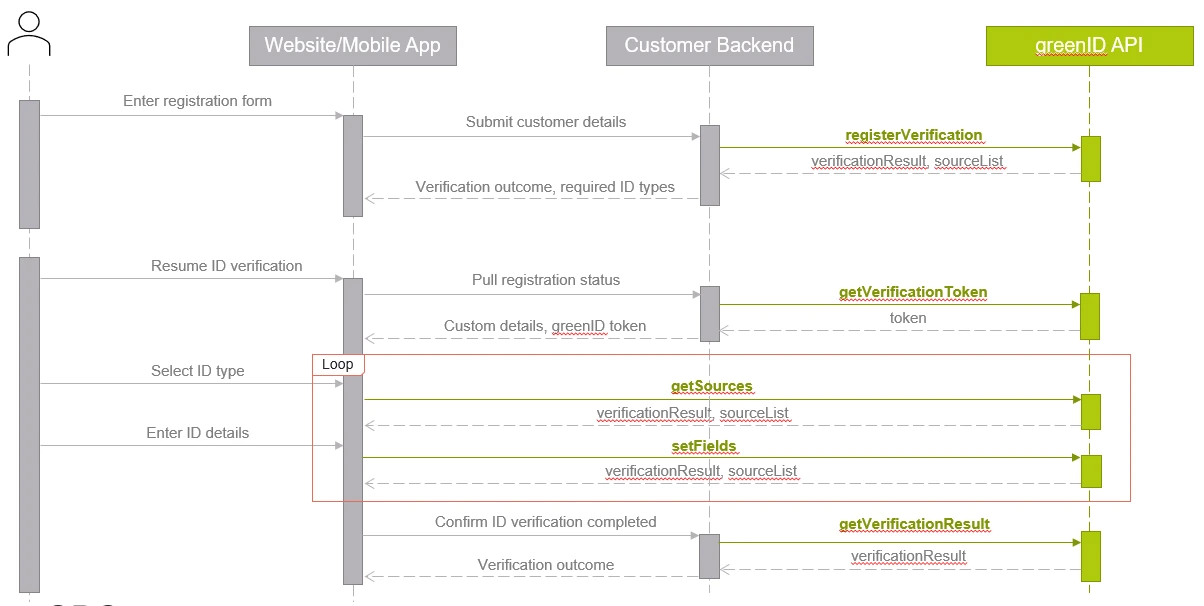 Website/Mobile App
Customer Backend
greenID API
Enter registration form
Submit customer details
registerVerification
verificationResult, sourceList
Verification outcome, required ID types
Resume ID verification
Pull registration status
getVerificationToken
token
Custom details, greenID token
Loop
Select ID type
getSources
verificationResult, sourceList
Enter ID details
setFields
verificationResult, sourceList
Confirm ID verification completed
getVerificationResult
verificationResult
Verification outcome